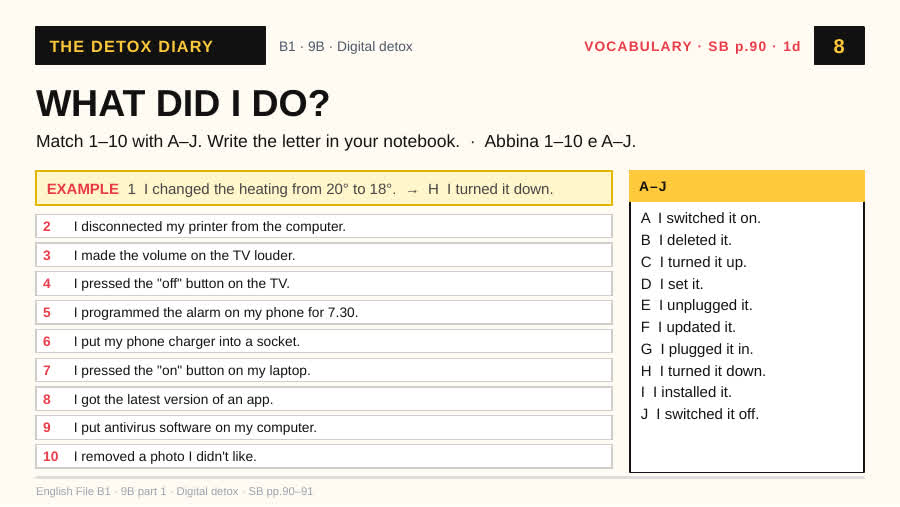 THE DETOX DIARY
B1 · 9B · Digital detox
VOCABULARY · SB p.90 · 1d
8
WHAT DID I DO?
Match 1–10 with A–J. Write the letter in your notebook. · Abbina 1–10 e A–J.
EXAMPLE 1 I changed the heating from 20° to 18°. → H I turned it down.
2 I disconnected my printer from the computer.
3 I made the volume on the TV louder.
4 I pressed the "off" button on the TV.
5 I programmed the alarm on my phone for 7.30.
6 I put my phone charger into a socket.
7 I pressed the "on" button on my laptop.
8 I got the latest version of an app.
9 I put antivirus software on my computer.
10 I removed a photo I didn't like.
A–J
A I switched it on.
B I deleted it.
C I turned it up.
D I set it.
E I unplugged it.
F I updated it.
G I plugged it in.
H I turned it down.
I I installed it.
J I switched it off.
English File B1 · 9B part 1 · Digital detox · SB pp.90–91